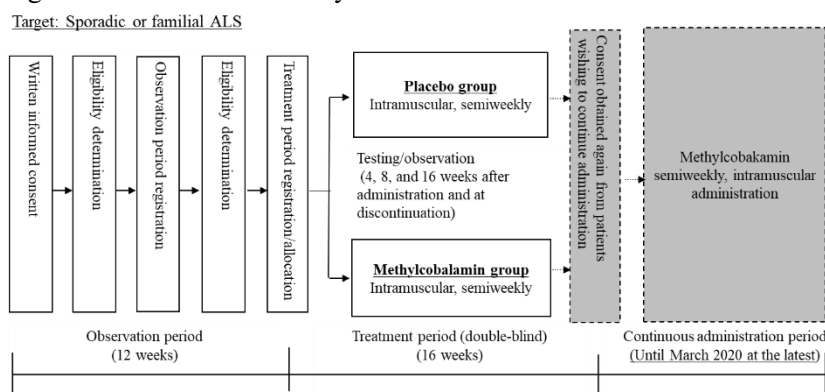 Target: Sporadic or familial ALS
Written informed consent
Eligibility determination
Observation period
registration
Eligibility determination
Treatment period
registration/allocation
Placebo group
Intramuscular, semiweekly
Testing/observation
(4, 8, and 16 weeks after
administration and at
discontinuation)
Methylcobalamin group
Intramuscular, semiweekly
Consent obtained again from patients
wishing to continue administration
Methylcobakamin
semiweekly, intramuscular
administration
Observation period
(12 weeks)
Treatment period (double-blind)
(16 weeks)
Continuous administration period
(Until March 2020 at the latest)